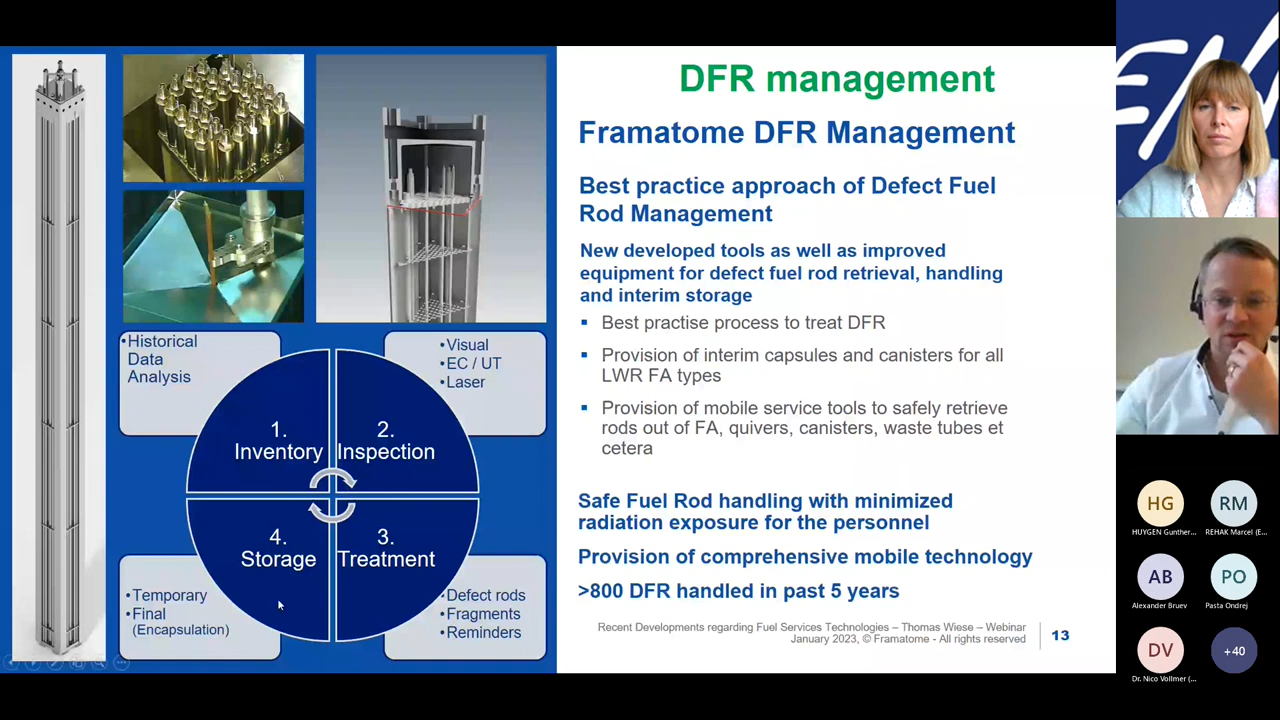 DFR management
Framatome DFR Management
Best practice approach of Defect Fuel
Rod Management
New developed tools as well as improved
equipment for defect fuel rod retrieval, handling
and interim storage
▪ Best practise process to treat DFR
▪ Provision of interim capsules and canisters for all
LWR FA types
▪ Provision of mobile service tools to safely retrieve
rods out of FA, quivers, canisters, waste tubes et
cetera
Safe Fuel Rod handling with minimized
radiation exposure for the personnel
Provision of comprehensive mobile technology
>800 DFR handled in past 5 years
Recent Developments regarding Fuel Services Technologies – Thomas Wiese – Webinar
January 2023, © Framatome - All rights reserved
13
•Historical
Data
Analysis
•Visual
•EC / UT
•Laser
1.
Inventory
2.
Inspection
4.
Storage
3.
Treatment
•Temporary
•Final
(Encapsulation)
•Defect rods
•Fragments
•Reminders
EN
HG
HUYGEN Gunther...
RM
REHAK Marcel (E...
AB
Alexander Bruev
PO
Pasta Ondrej
DV
Dr. Nico Vollmer (...
+40